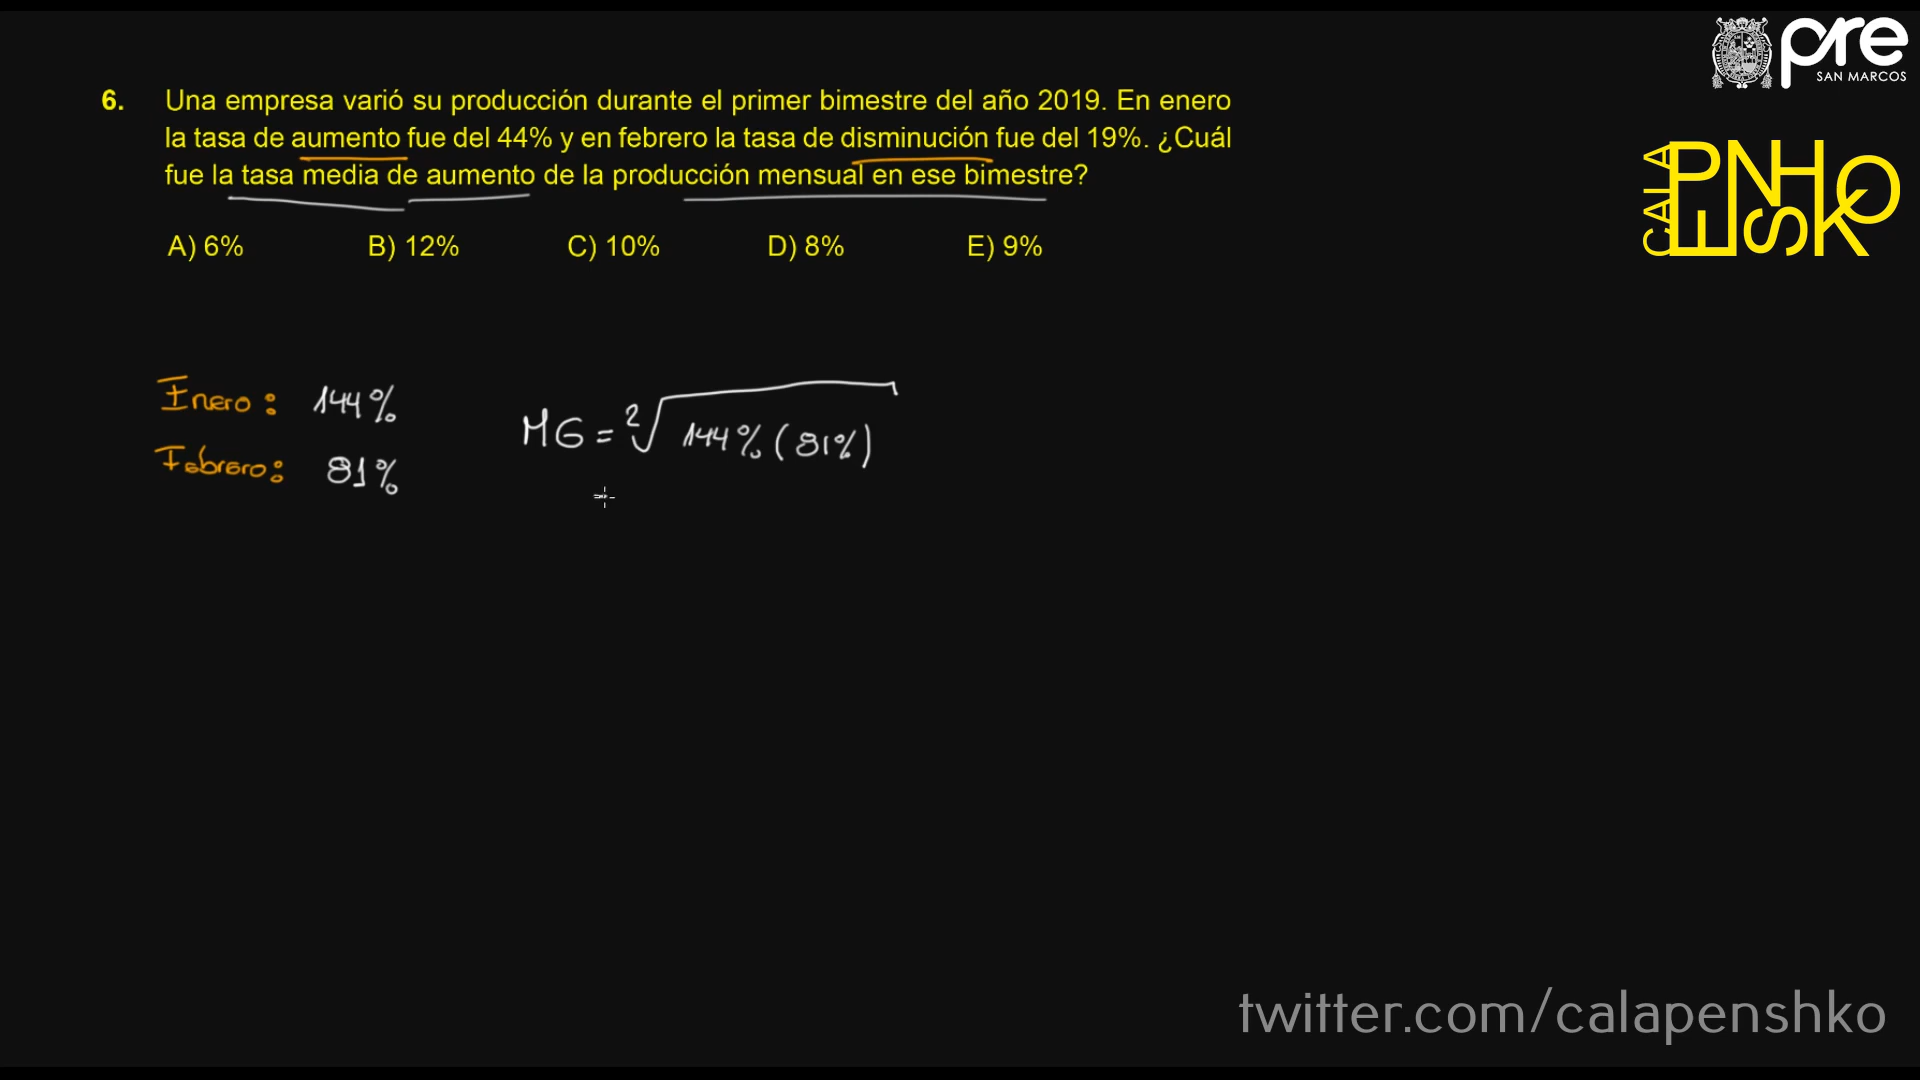 pre
SAN MARCOS
6. Una empresa varió su producción durante el primer bimestre del año 2019. En enero
la tasa de aumento fue del 44% y en febrero la tasa de disminución fue del 19%. ¿Cuál
fue la tasa media de aumento de la producción mensual en ese bimestre?
A) 6% B) 12% C) 10% D) 8% E) 9%
CALA PENSHKO
Enero: 144%
Febrero: 81%
MG = ²√144% (81%)
twitter.com/calapenshko